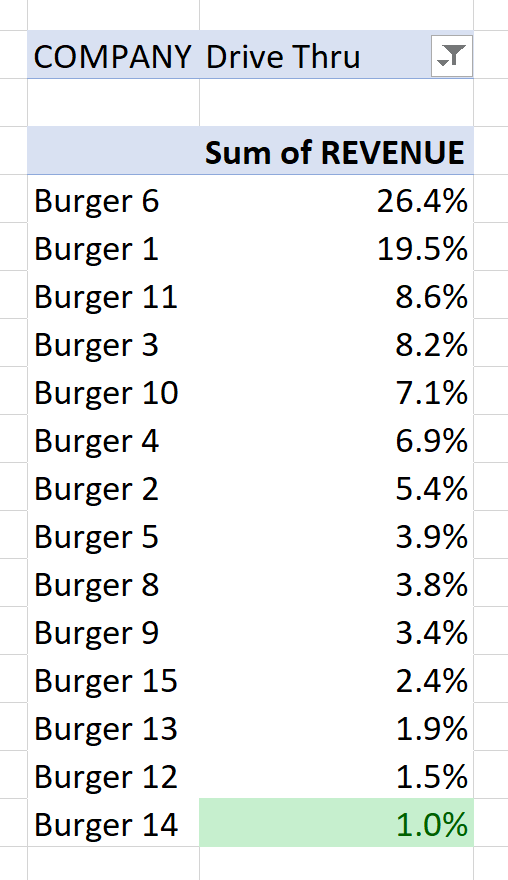 COMPANY Drive Thru
Sum of REVENUE
Burger 6 26.4%
Burger 1 19.5%
Burger 11 8.6%
Burger 3 8.2%
Burger 10 7.1%
Burger 4 6.9%
Burger 2 5.4%
Burger 5 3.9%
Burger 8 3.8%
Burger 9 3.4%
Burger 15 2.4%
Burger 13 1.9%
Burger 12 1.5%
Burger 14 1.0%